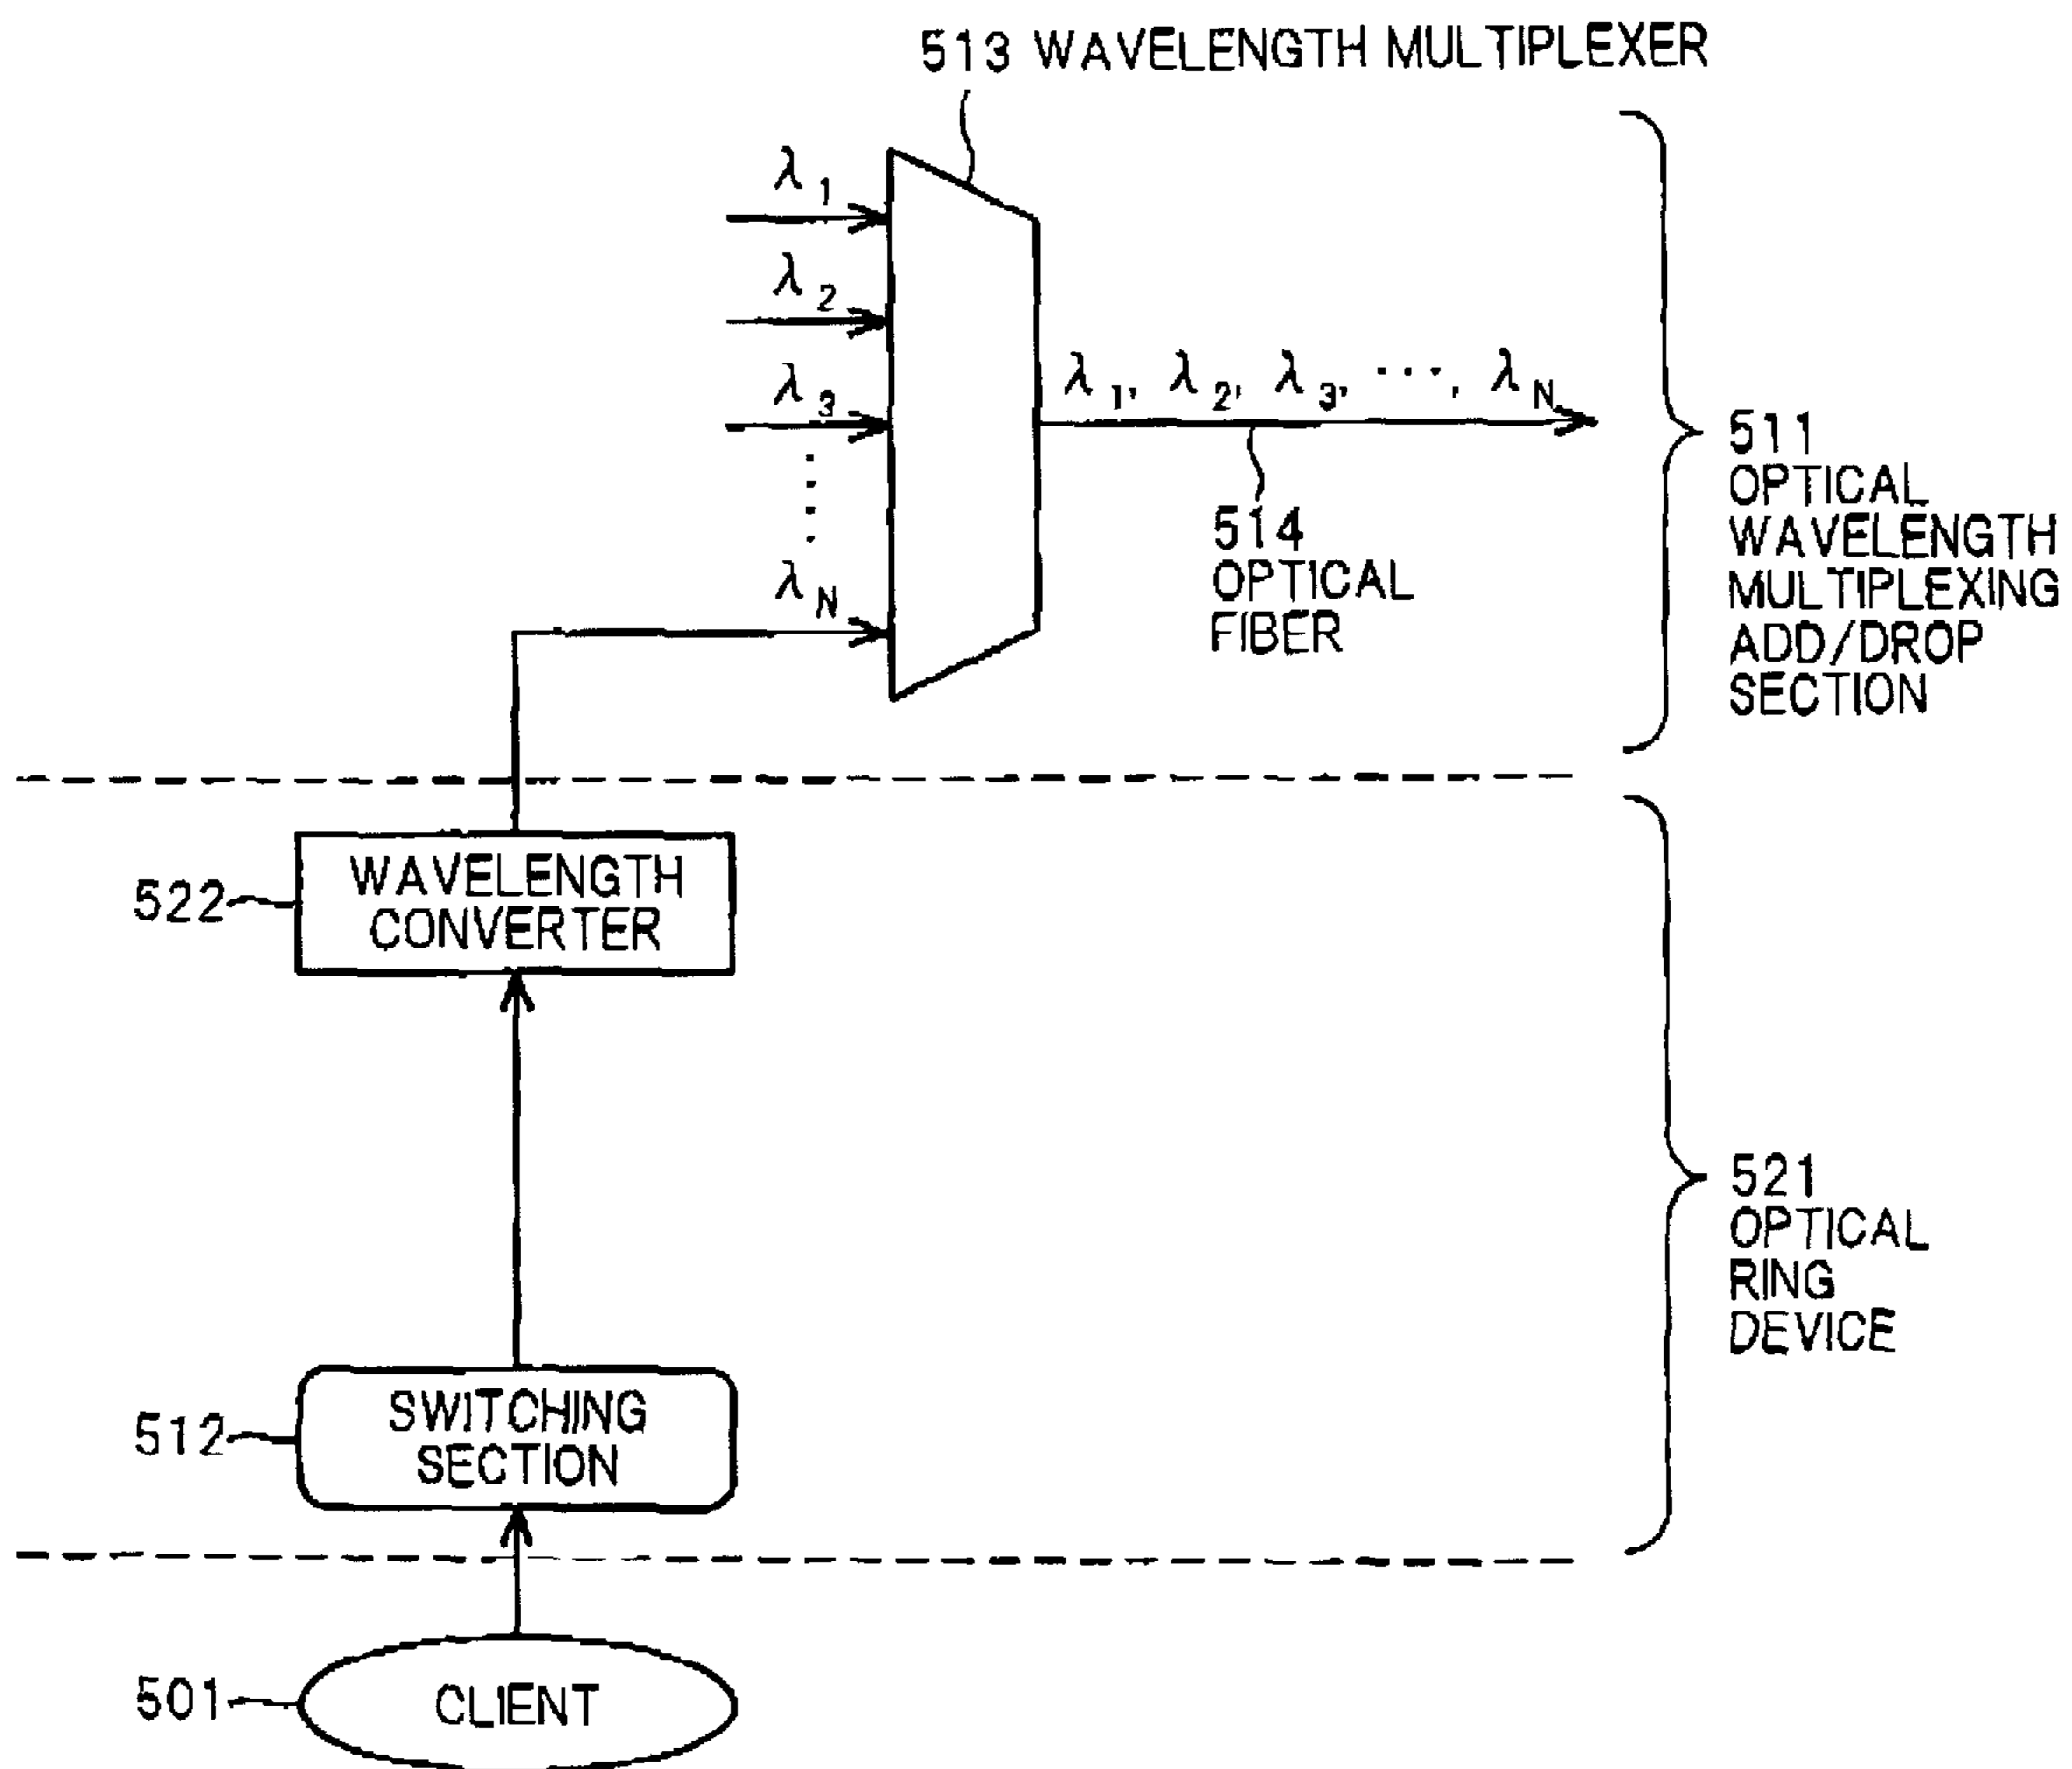 513 WAVELENGTH MULTIPLEXER
λ1
λ2
λ3
λN
λ1, λ2, λ3, ···, λN
514
OPTICAL
FIBER
511
OPTICAL
WAVELENGTH
MULTIPLEXING
ADD/DROP
SECTION
522
WAVELENGTH
CONVERTER
521
OPTICAL
RING
DEVICE
512
SWITCHING
SECTION
501
CLIENT